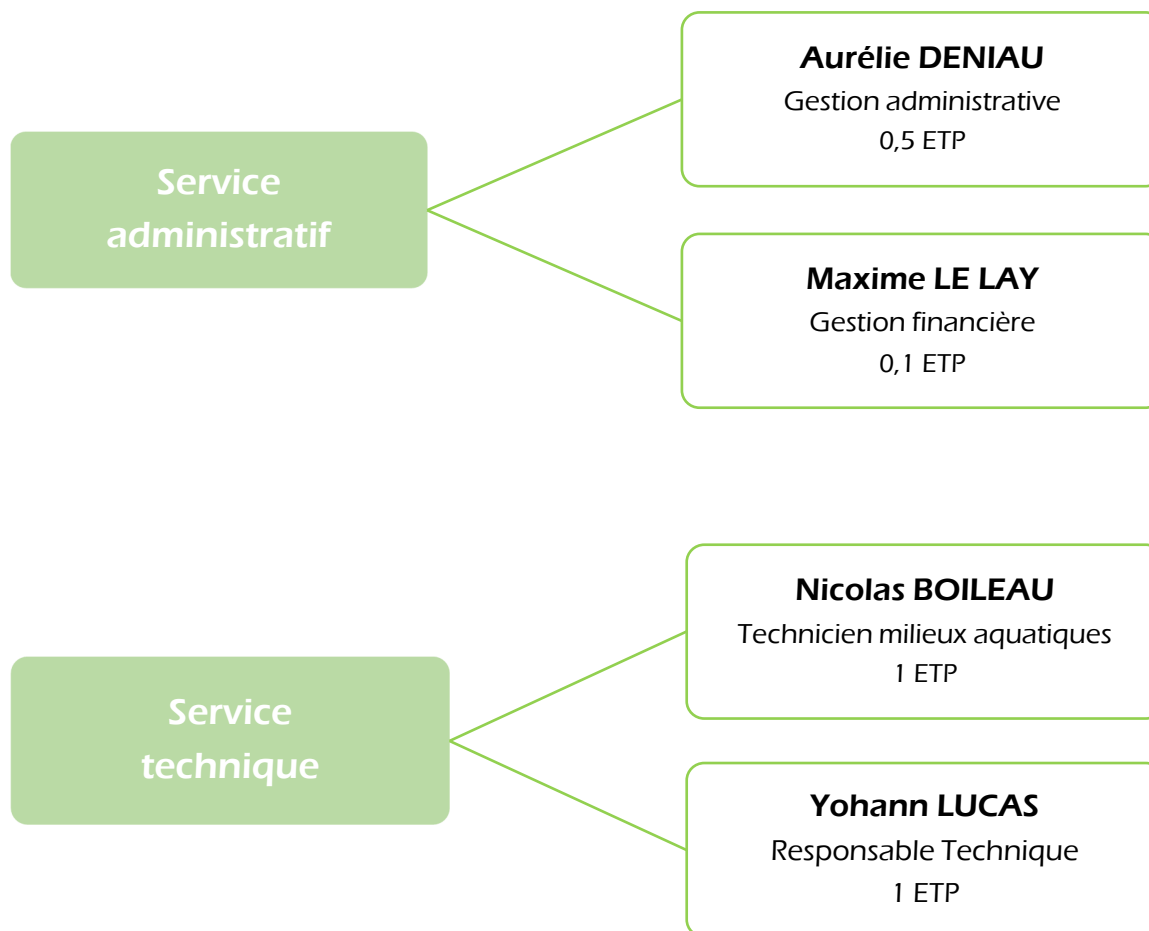 Service
administratif
Aurélie DENIAU
Gestion administrative
0,5 ETP
Maxime LE LAY
Gestion financière
0,1 ETP
Service
technique
Nicolas BOILEAU
Technicien milieux aquatiques
1 ETP
Yohann LUCAS
Responsable Technique
1 ETP